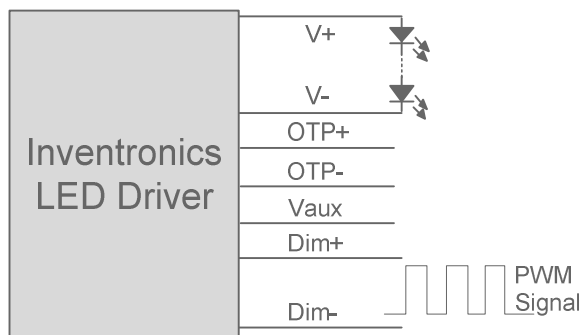 V+
V-
OTP+
OTP-
Inventronics
LED Driver
Vaux
Dim+
Dim-
PWM
Signal